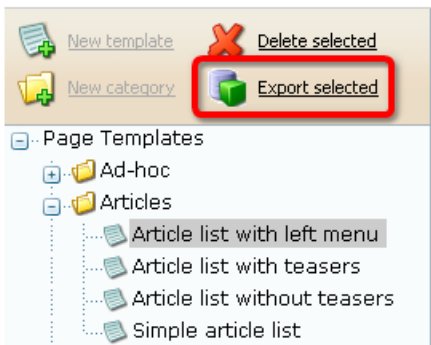 New template Delete selected
New category Export selected
Page Templates
Ad-hoc
Articles
Article list with left menu
Article list with teasers
Article list without teasers
Simple article list